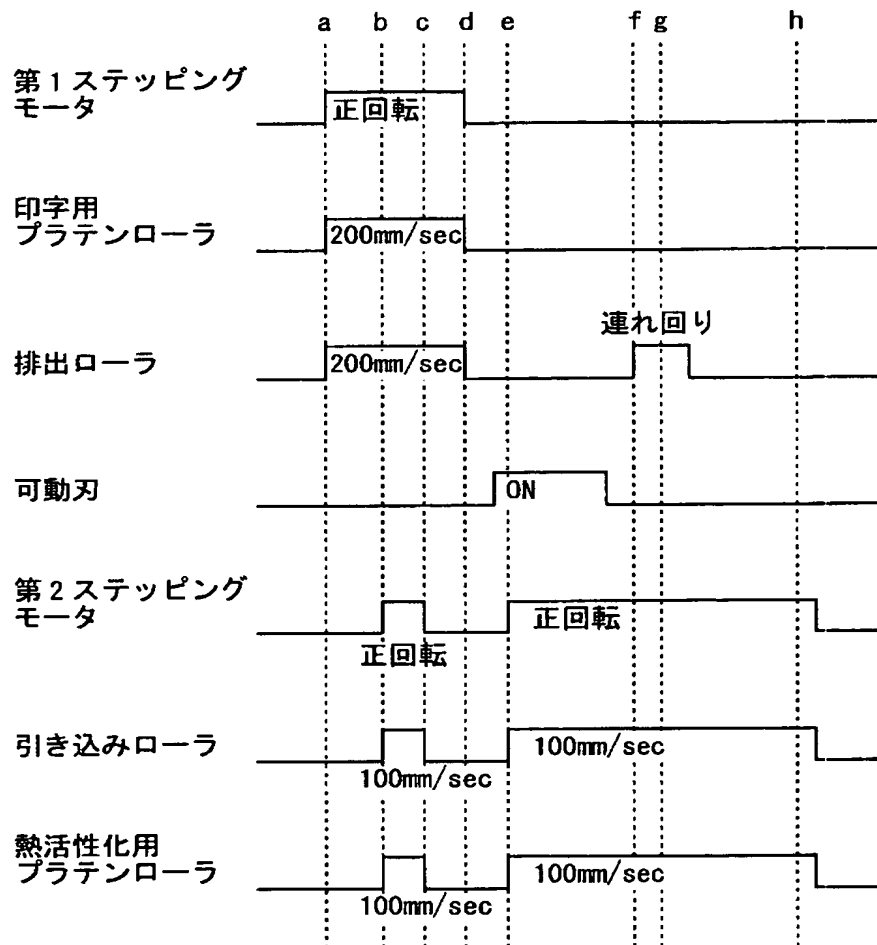 a b c d e f g h
第1ステッピング
モータ
正回転
印字用
プラテンローラ
200mm/sec
連れ回り
排出ローラ
200mm/sec
可動刃
ON
第2ステッピング
モータ
正回転
正回転
引き込みローラ
100mm/sec
100mm/sec
熱活性化用
プラテンローラ
100mm/sec
100mm/sec